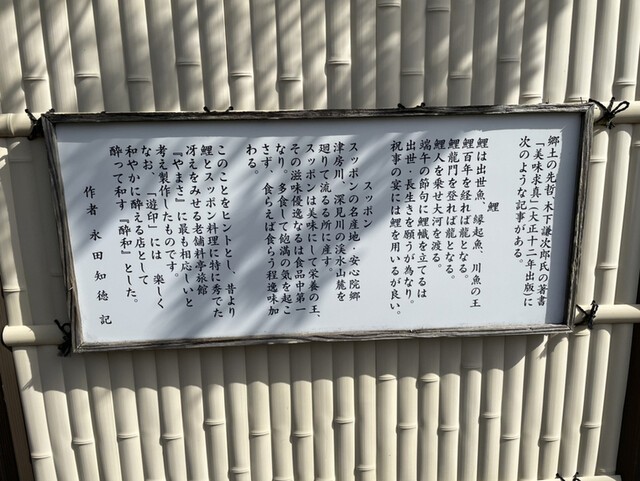 郷土の先哲 木下謙次郎氏の著書
「美味求真」(大正十二年出版)に
次のような記事がある。
鯉
鯉は出世魚、縁起魚、川魚の王
鯉百年を経れば龍となる。
鯉龍門を登れば龍となる。
鯉人を乗せ大河を渡る。
端午の節句に鯉幟を立てるは
出世・長生きを願うが為なり。
祝事の宴には鯉を用いるが良い。
スッポン
スッポンの名産地、安心院郷
津房川、深見川の淡水山麓を
廻りて流るる所に産す。
スッポンは美味にして栄養の王、
その滋味優逸なるは食品中第一
なり。多食して飽満の気を起こ
さず、食らえば食らう程逸味加
わる。
このことをヒントとし、昔より
鯉とスッポン料理に特に秀でた
冴えをみせる老舗料亭旅館
『やまさ』に最も相応しいと
考え製作したものです。
なお、「遊印」は 楽しく
和やかに酔える店として
酔って和す『酔和』とした。
作者 永田知徳 記